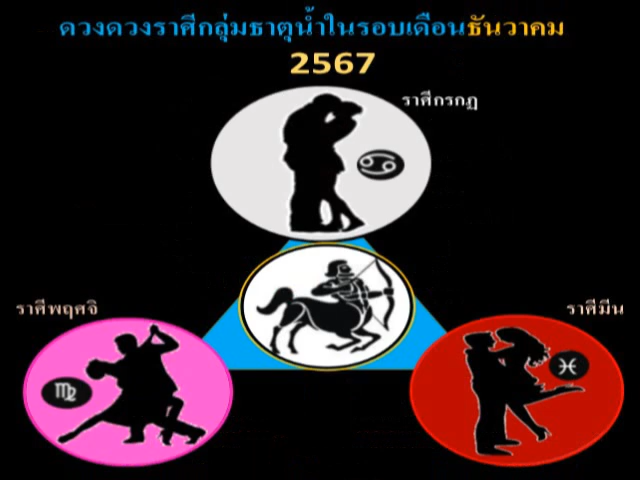 ดวงดวงราศีกลุ่มธาตุน้ำในรอบเดือนธันวาคม
2567
ราศีกรกฏ
ราศีพฤศจิ
ราศีมีน